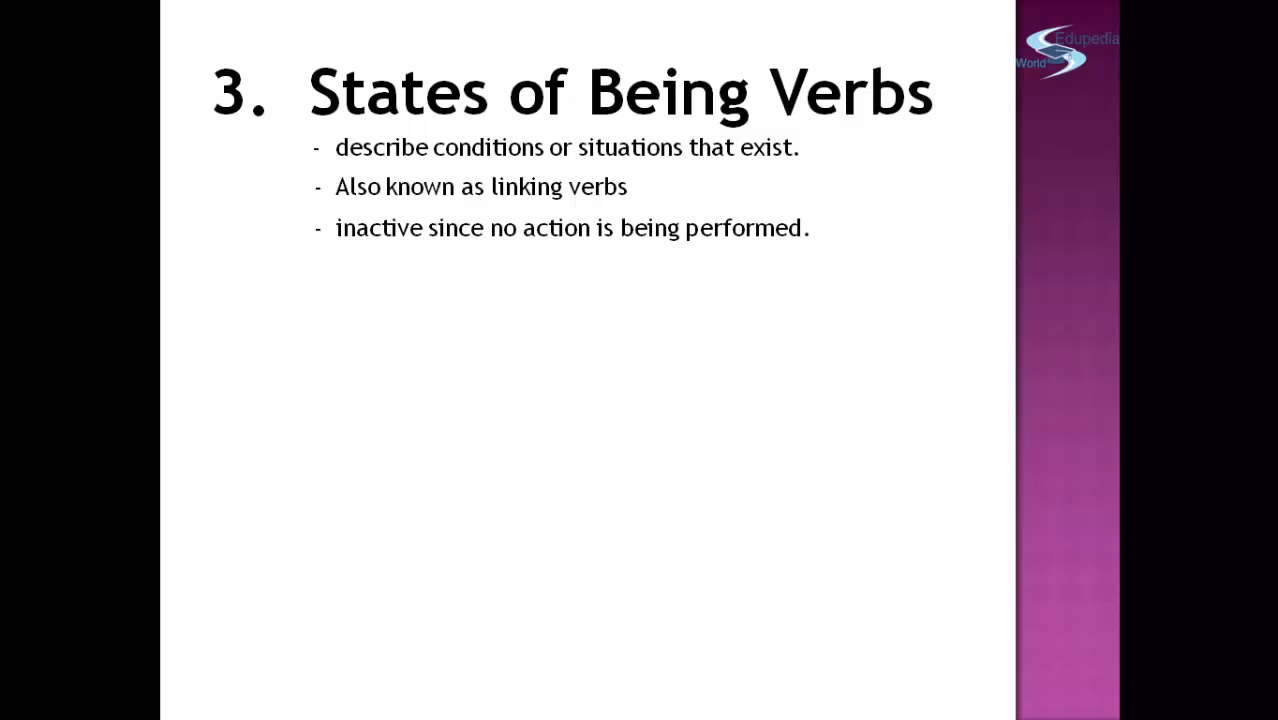 Edupedia
World
3. States of Being Verbs
- describe conditions or situations that exist.
- Also known as linking verbs
- inactive since no action is being performed.